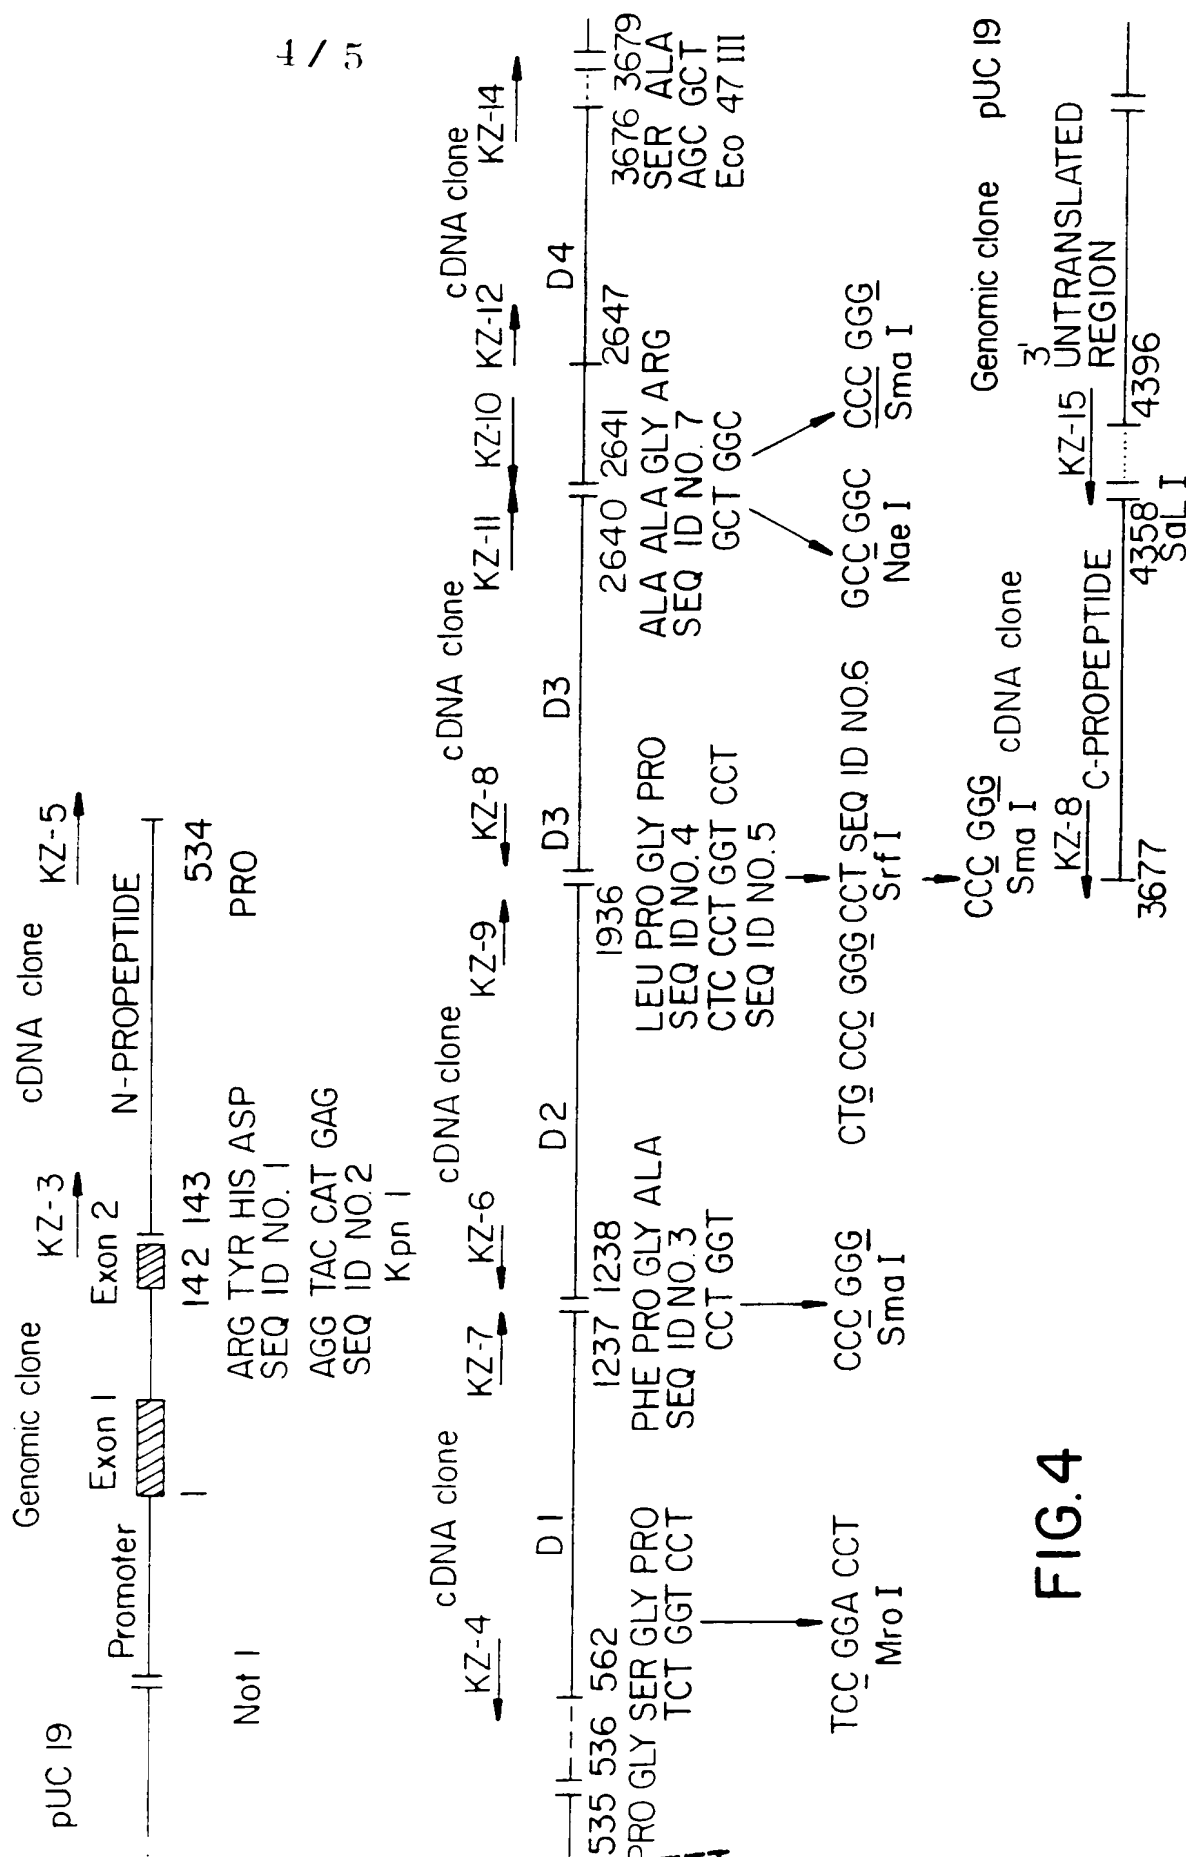 4 / 5
pUC 19
Genomic clone
cDNA clone
Promoter
Exon 1
Exon 2
KZ-3
N-PROPEPTIDE
KZ-5
Not I
1
142 143
534
ARG TYR HIS ASP
SEQ ID NO. 1
PRO
AGG TAC CAT GAG
SEQ ID NO. 2
Kpn I
KZ-4
cDNA clone
KZ-7
KZ-6
cDNA clone
KZ-9
KZ-8
cDNA clone
KZ-11
KZ-10
KZ-12
cDNA clone
KZ-14
D1
D2
D3
D3
D4
535 536 562
1237 1238
1936
2640 2641
2647
3676 3679
PRO GLY SER GLY PRO
TCT GGT CCT
TCC GGA CCT
Mro I
PHE PRO GLY ALA
SEQ ID NO. 3
CCT GGT
CCC GGG
Sma I
LEU PRO GLY PRO
SEQ ID NO. 4
CTC CCT GGT CCT
SEQ ID NO. 5
CTG CCC GGG CCT SEQ ID NO. 6
Srf I
CCC GGG
Sma I
ALA ALA GLY ARG
SEQ ID NO. 7
GCT GGC
GCC GGC
Nae I
CCC GGG
Sma I
SER ALA
AGC GCT
Eco 47 III
cDNA clone
Genomic clone
pUC 19
KZ-8
C-PROPEPTIDE
KZ-15
3'
UNTRANSLATED
REGION
3677
4358
4396
SaL I
FIG. 4